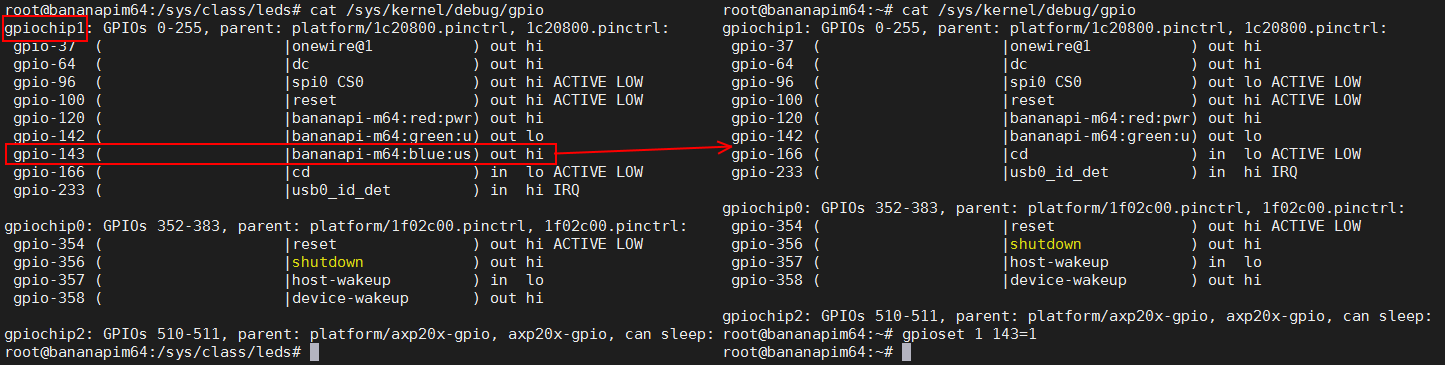 root@bananapim64:/sys/class/leds# cat /sys/kernel/debug/gpio
gpiochip1: GPIOs 0-255, parent: platform/1c20800.pinctrl, 1c20800.pinctrl:
 gpio-37  (                    |onewire@1           ) out hi
 gpio-64  (                    |dc                  ) out hi
 gpio-96  (                    |spi0 CS0            ) out hi ACTIVE LOW
 gpio-100 (                    |reset               ) out hi ACTIVE LOW
 gpio-120 (                    |bananapi-m64:red:pwr) out hi
 gpio-142 (                    |bananapi-m64:green:u) out lo
 gpio-143 (                    |bananapi-m64:blue:us) out hi
 gpio-166 (                    |cd                  ) in  lo ACTIVE LOW
 gpio-233 (                    |usb0_id_det         ) in  hi IRQ
gpiochip0: GPIOs 352-383, parent: platform/1f02c00.pinctrl, 1f02c00.pinctrl:
 gpio-354 (                    |reset               ) out hi ACTIVE LOW
 gpio-356 (                    |shutdown            ) out hi
 gpio-357 (                    |host-wakeup         ) in  lo
 gpio-358 (                    |device-wakeup       ) out hi
gpiochip2: GPIOs 510-511, parent: platform/axp20x-gpio, axp20x-gpio, can sleep:
root@bananapim64:/sys/class/leds#
root@bananapim64:~# cat /sys/kernel/debug/gpio
gpiochip1: GPIOs 0-255, parent: platform/1c20800.pinctrl, 1c20800.pinctrl:
 gpio-37  (                    |onewire@1           ) out hi
 gpio-64  (                    |dc                  ) out hi
 gpio-96  (                    |spi0 CS0            ) out lo ACTIVE LOW
 gpio-100 (                    |reset               ) out hi ACTIVE LOW
 gpio-120 (                    |bananapi-m64:red:pwr) out hi
 gpio-142 (                    |bananapi-m64:green:u) out lo
 gpio-166 (                    |cd                  ) in  lo ACTIVE LOW
 gpio-233 (                    |usb0_id_det         ) in  hi IRQ
gpiochip0: GPIOs 352-383, parent: platform/1f02c00.pinctrl, 1f02c00.pinctrl:
 gpio-354 (                    |reset               ) out hi ACTIVE LOW
 gpio-356 (                    |shutdown            ) out hi
 gpio-357 (                    |host-wakeup         ) in  lo
 gpio-358 (                    |device-wakeup       ) out hi
gpiochip2: GPIOs 510-511, parent: platform/axp20x-gpio, axp20x-gpio, can sleep:
root@bananapim64:~# gpioset 1 143=1
root@bananapim64:~#